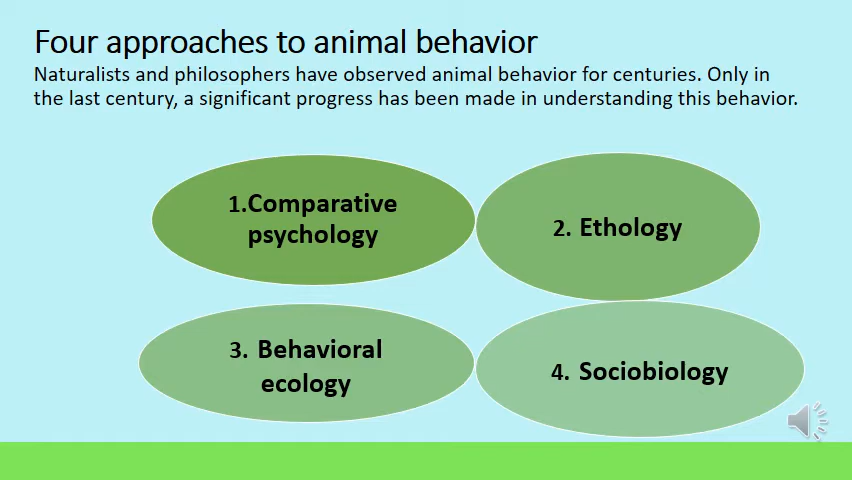 Four approaches to animal behavior
Naturalists and philosophers have observed animal behavior for centuries. Only in
the last century, a significant progress has been made in understanding this behavior.
1.Comparative
psychology
2. Ethology
3. Behavioral
ecology
4. Sociobiology